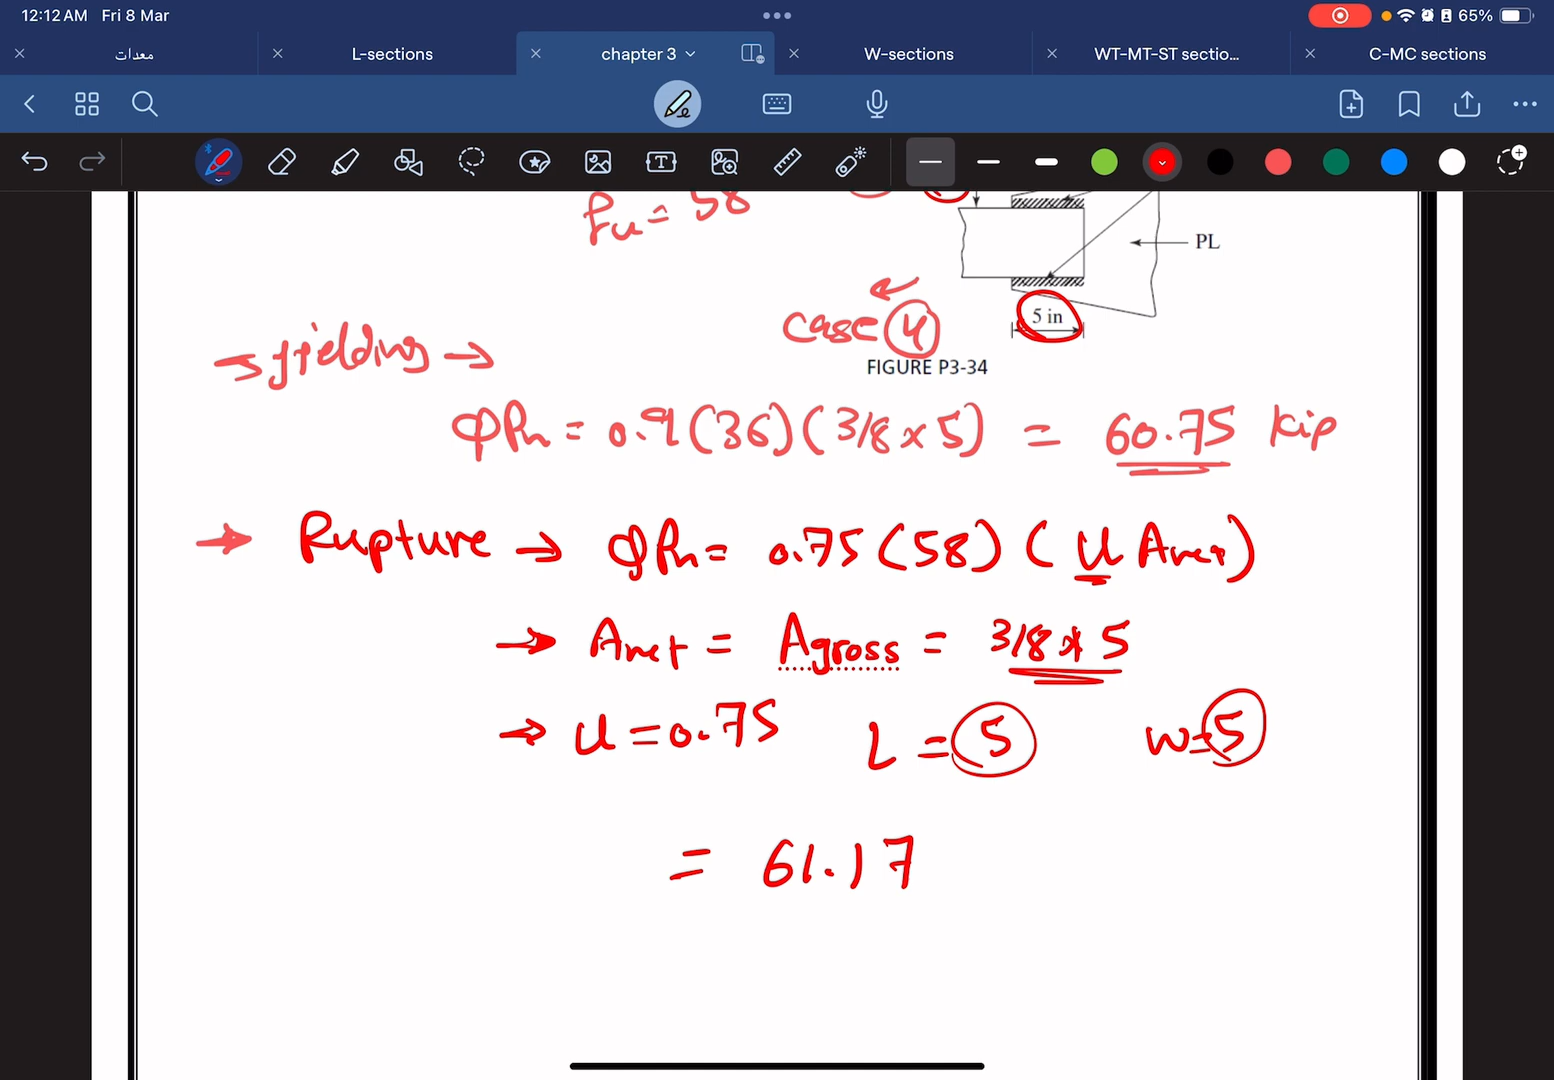 12:12 AM Fri 8 Mar
65%
معدات
L-sections
chapter 3
W-sections
WT-MT-ST sectio...
C-MC sections
Fu = 58
PL
5 in
case 4
FIGURE P3-34
→ yielding →
ϕPn = 0.9 (36) (3/8 x 5) = 60.75 kip
→ Rupture → ϕPn = 0.75 (58) ( U Anet)
→ Anet = Agross = 3/8 * 5
→ U = 0.75 L = 5 w = 5
= 61.17